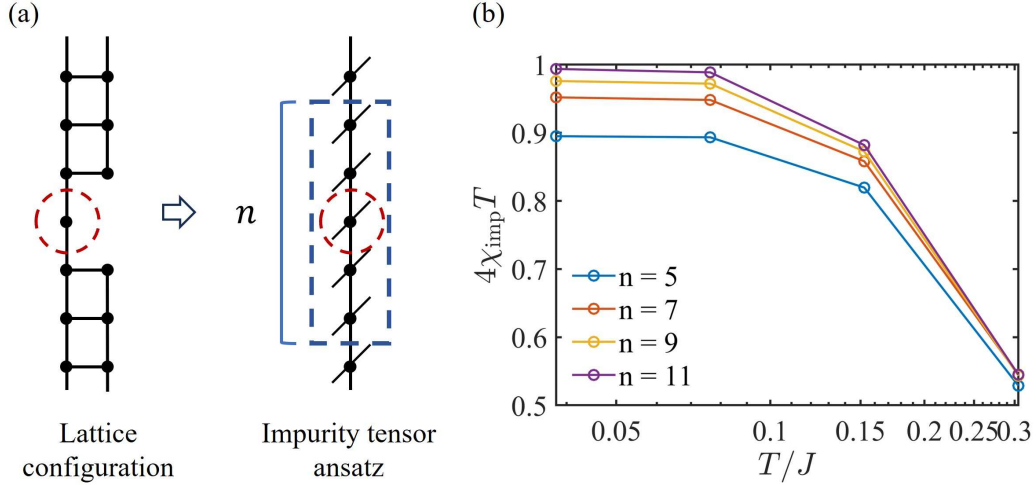 (a)
n
Lattice
configuration
Impurity tensor
ansatz
(b)
1
0.9
0.8
0.7
0.6
0.5
4χ_imp T
n = 5
n = 7
n = 9
n = 11
0.05
0.1
0.15
0.2
0.25
0.3
T/J